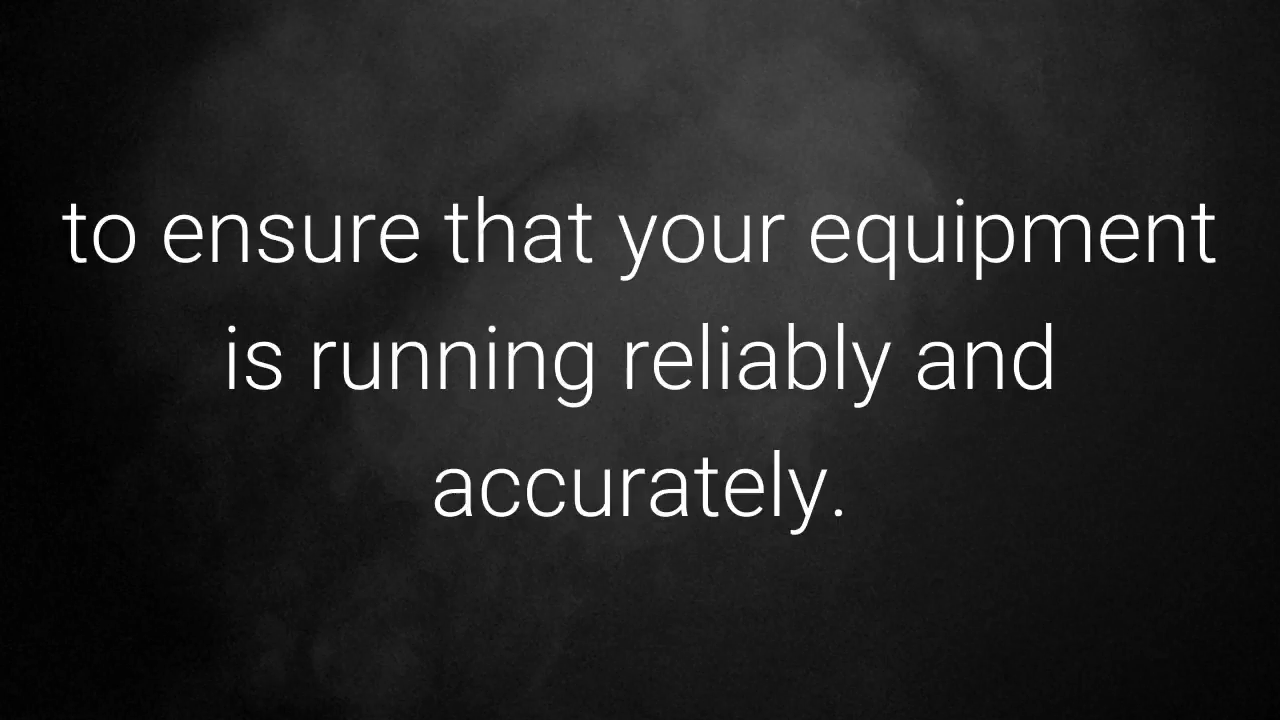 to ensure that your equipment
is running reliably and
accurately.